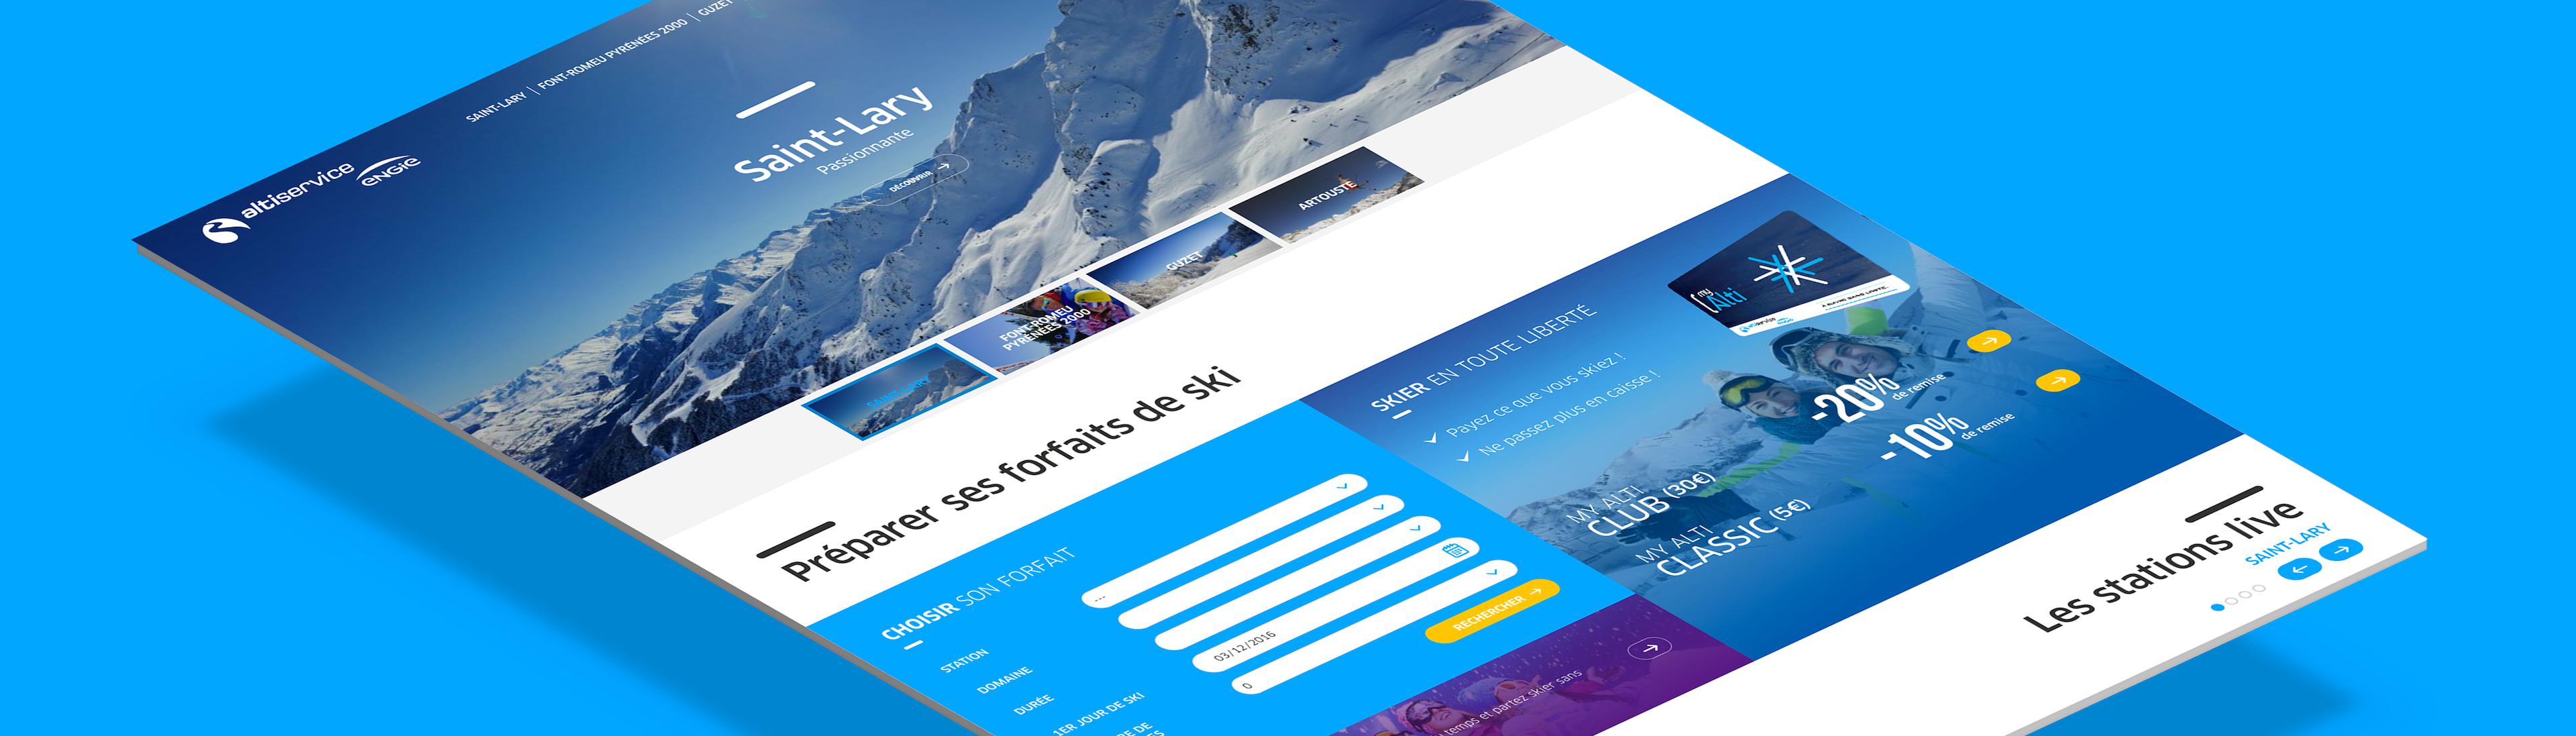 SAINT-LARY | FONT-ROMEU PYRÉNÉES 2000 | GUZET
altiservice
ENGIE
Saint-Lary
Passionnante
DÉCOUVRIR →
SAINT-LARY
FONT-ROMEU
PYRÉNÉES 2000
GUZET
ARTOUSTE
Préparer ses forfaits de ski
CHOISIR SON FORFAIT
STATION
---
DOMAINE
DURÉE
1ER JOUR DE SKI
03/12/2016
RE DE
0
RECHERCHER →
SKIER EN TOUTE LIBERTÉ
Payez ce que vous skiez !
Ne passez plus en caisse !
my
Alti
altiservice
MY ALTI
CLUB (30€)
-20% de remise
MY ALTI
CLASSIC (5€)
-10% de remise
temps et partez skier sans
Les stations live
SAINT-LARY